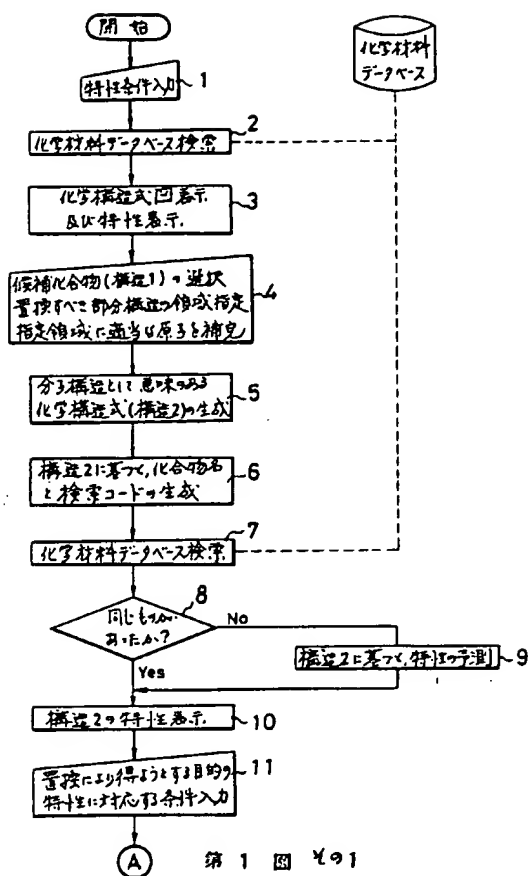 開始
化学材料
データベース
特性条件入力
1
2
化学材料データベース検索
化学構造式図表示
及び特性表示
3
候補化合物(構造1)の選択
置換すべき部分構造の領域指定
指定領域に適当な原子を補完
4
分子構造として意味のある
化学構造式(構造2)の生成
5
構造2に基づく、化合物名
と検索コードの生成
6
7
化学材料データベース検索
8
同じものが
あったか?
No
Yes
構造2に基づく、特性の予測
9
構造2の特性表示
10
置換により得ようとする目的の
特性に対応する条件入力
11
A
第1図 その1